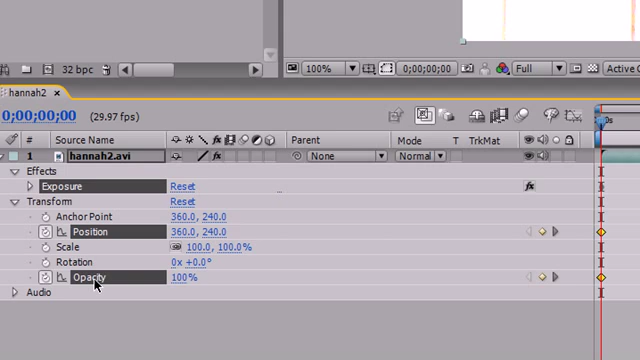 32 bpc
100%
0;00;00;00
Full
Active C
hannah2 ×
0;00;00;00
(29.97 fps)
# Source Name
Parent
Mode
T
TrkMat
0s
1
hannah2.avi
None
Normal
Effects
Exposure
Reset
fx
Transform
Reset
Anchor Point
360.0, 240.0
Position
360.0, 240.0
Scale
100.0, 100.0%
Rotation
0x +0.0°
Opacity
100%
Audio